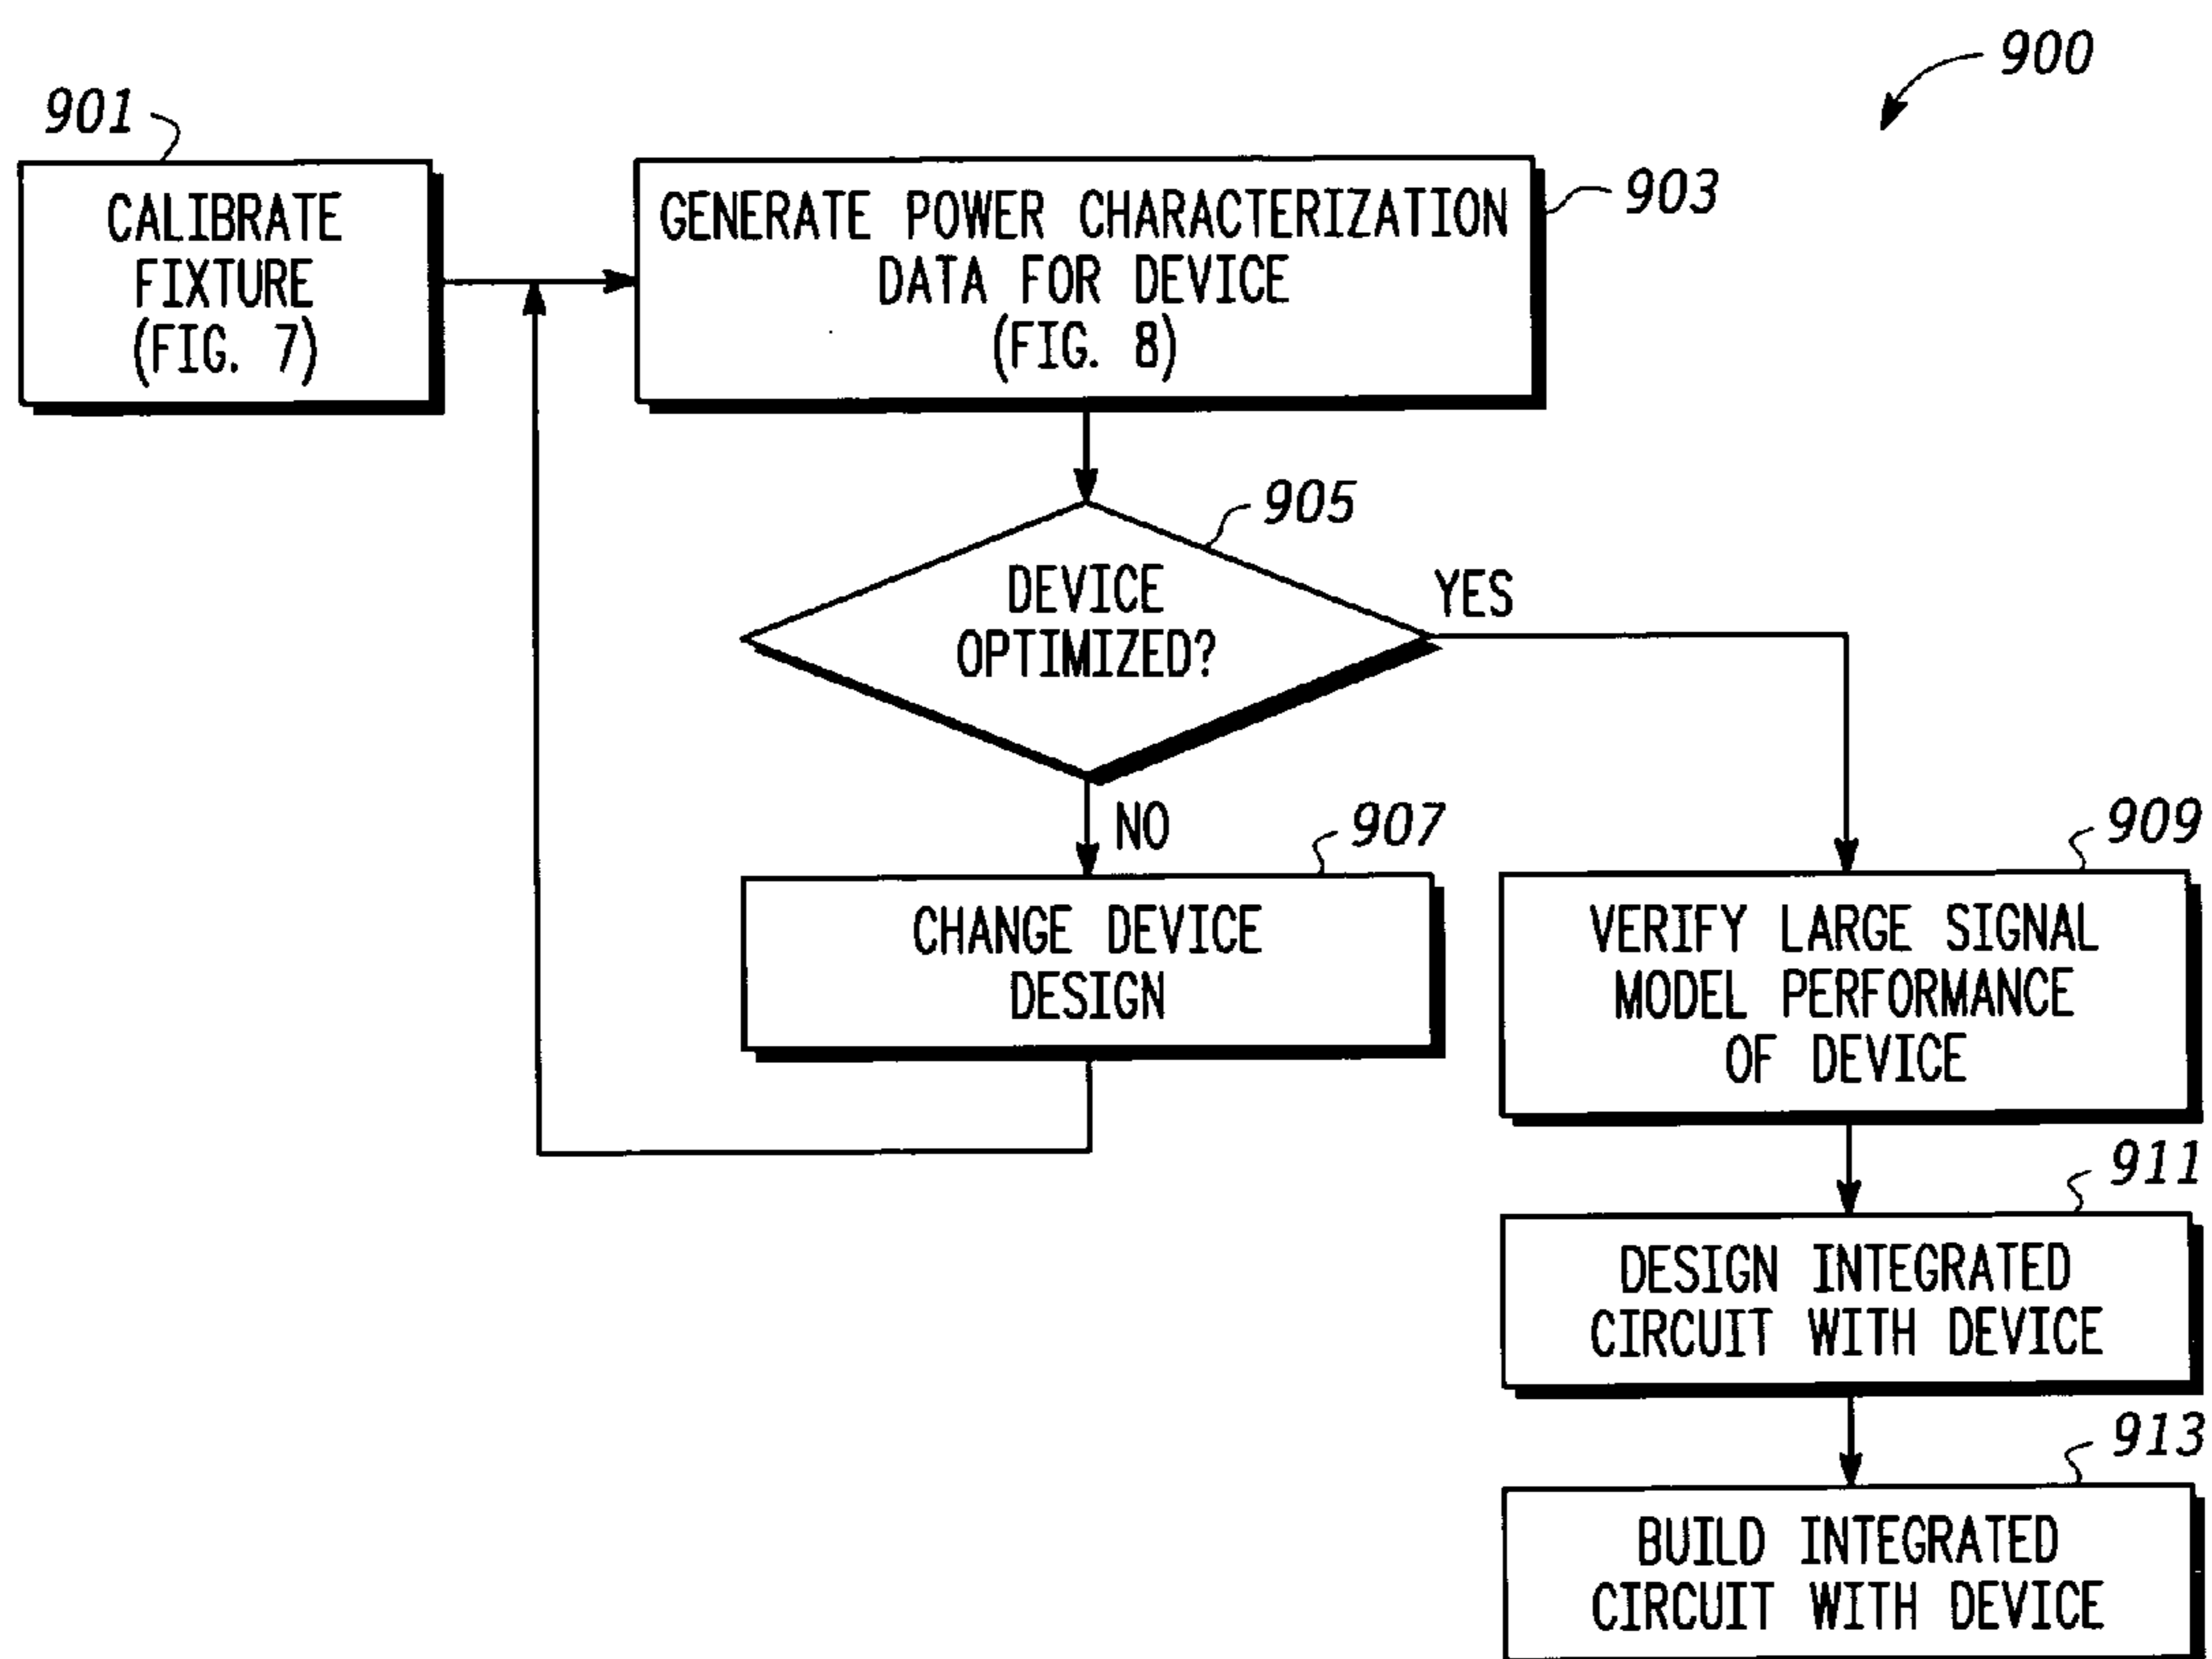 900
901
CALIBRATE
FIXTURE
(FIG. 7)
903
GENERATE POWER CHARACTERIZATION
DATA FOR DEVICE
(FIG. 8)
905
DEVICE
OPTIMIZED?
YES
NO
907
CHANGE DEVICE
DESIGN
909
VERIFY LARGE SIGNAL
MODEL PERFORMANCE
OF DEVICE
911
DESIGN INTEGRATED
CIRCUIT WITH DEVICE
913
BUILD INTEGRATED
CIRCUIT WITH DEVICE